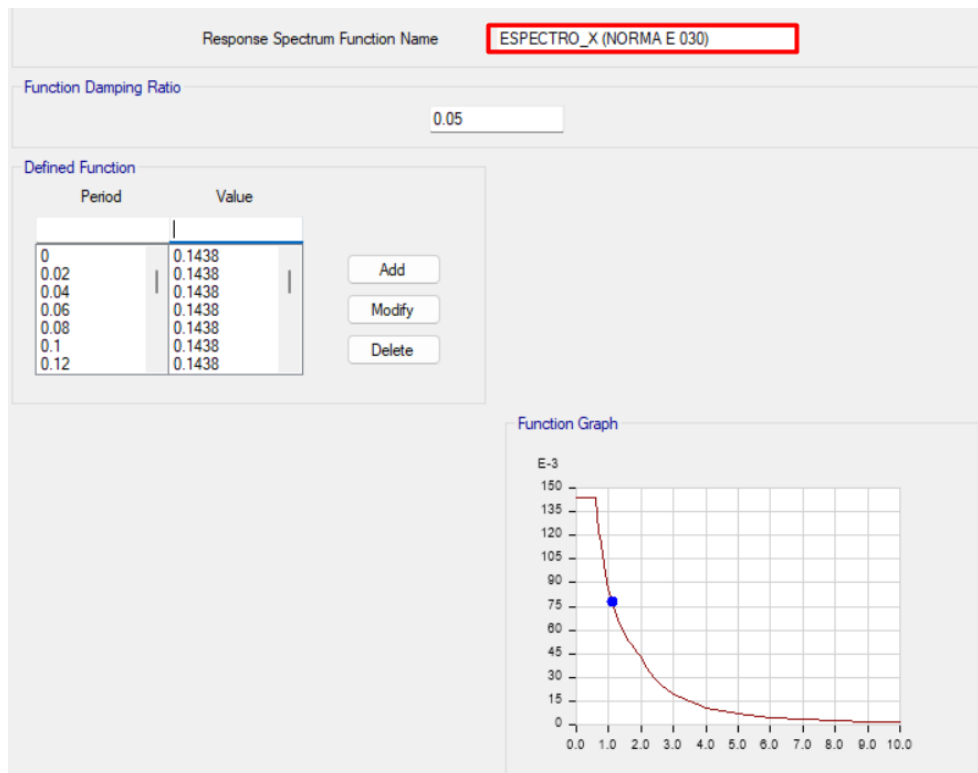 Response Spectrum Function Name ESPECTRO_X (NORMA E 030)
Function Damping Ratio
0.05
Defined Function
Period Value
0 0.1438
0.02 0.1438
0.04 0.1438
0.06 0.1438
0.08 0.1438
0.1 0.1438
0.12 0.1438
Add
Modify
Delete
Function Graph
E-3
150
135
120
105
90
75
60
45
30
15
0
0.0 1.0 2.0 3.0 4.0 5.0 6.0 7.0 8.0 9.0 10.0